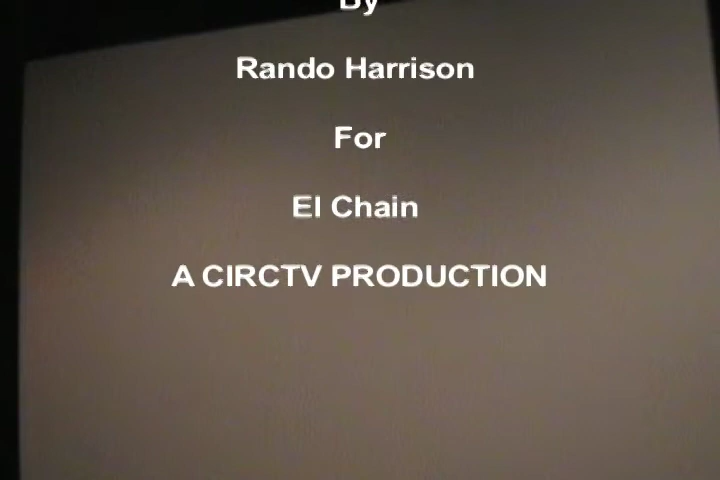 By
Rando Harrison
For
El Chain
A CIRCTV PRODUCTION